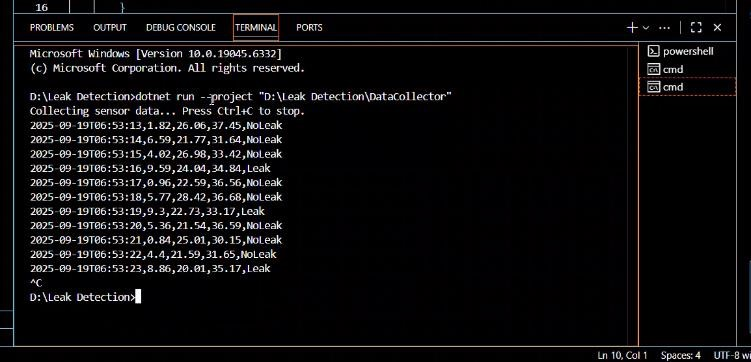 16 }
PROBLEMS OUTPUT DEBUG CONSOLE TERMINAL PORTS
powershell
cmd
cmd
Microsoft Windows [Version 10.0.19045.6332]
(c) Microsoft Corporation. All rights reserved.
D:\Leak Detection>dotnet run --project "D:\Leak Detection\DataCollector"
Collecting sensor data... Press Ctrl+C to stop.
2025-09-19T06:53:13,1.82,26.06,37.45,NoLeak
2025-09-19T06:53:14,6.59,21.77,31.64,NoLeak
2025-09-19T06:53:15,4.02,26.98,33.42,NoLeak
2025-09-19T06:53:16,9.59,24.04,34.84,Leak
2025-09-19T06:53:17,0.96,22.59,36.56,NoLeak
2025-09-19T06:53:18,5.77,28.42,36.68,NoLeak
2025-09-19T06:53:19,9.3,22.73,33.17,Leak
2025-09-19T06:53:20,5.36,21.54,36.59,NoLeak
2025-09-19T06:53:21,0.84,25.01,30.15,NoLeak
2025-09-19T06:53:22,4.4,21.59,31.65,NoLeak
2025-09-19T06:53:23,8.86,20.01,35.17,Leak
^C
D:\Leak Detection>
Ln 10, Col 1 Spaces: 4 UTF-8 w